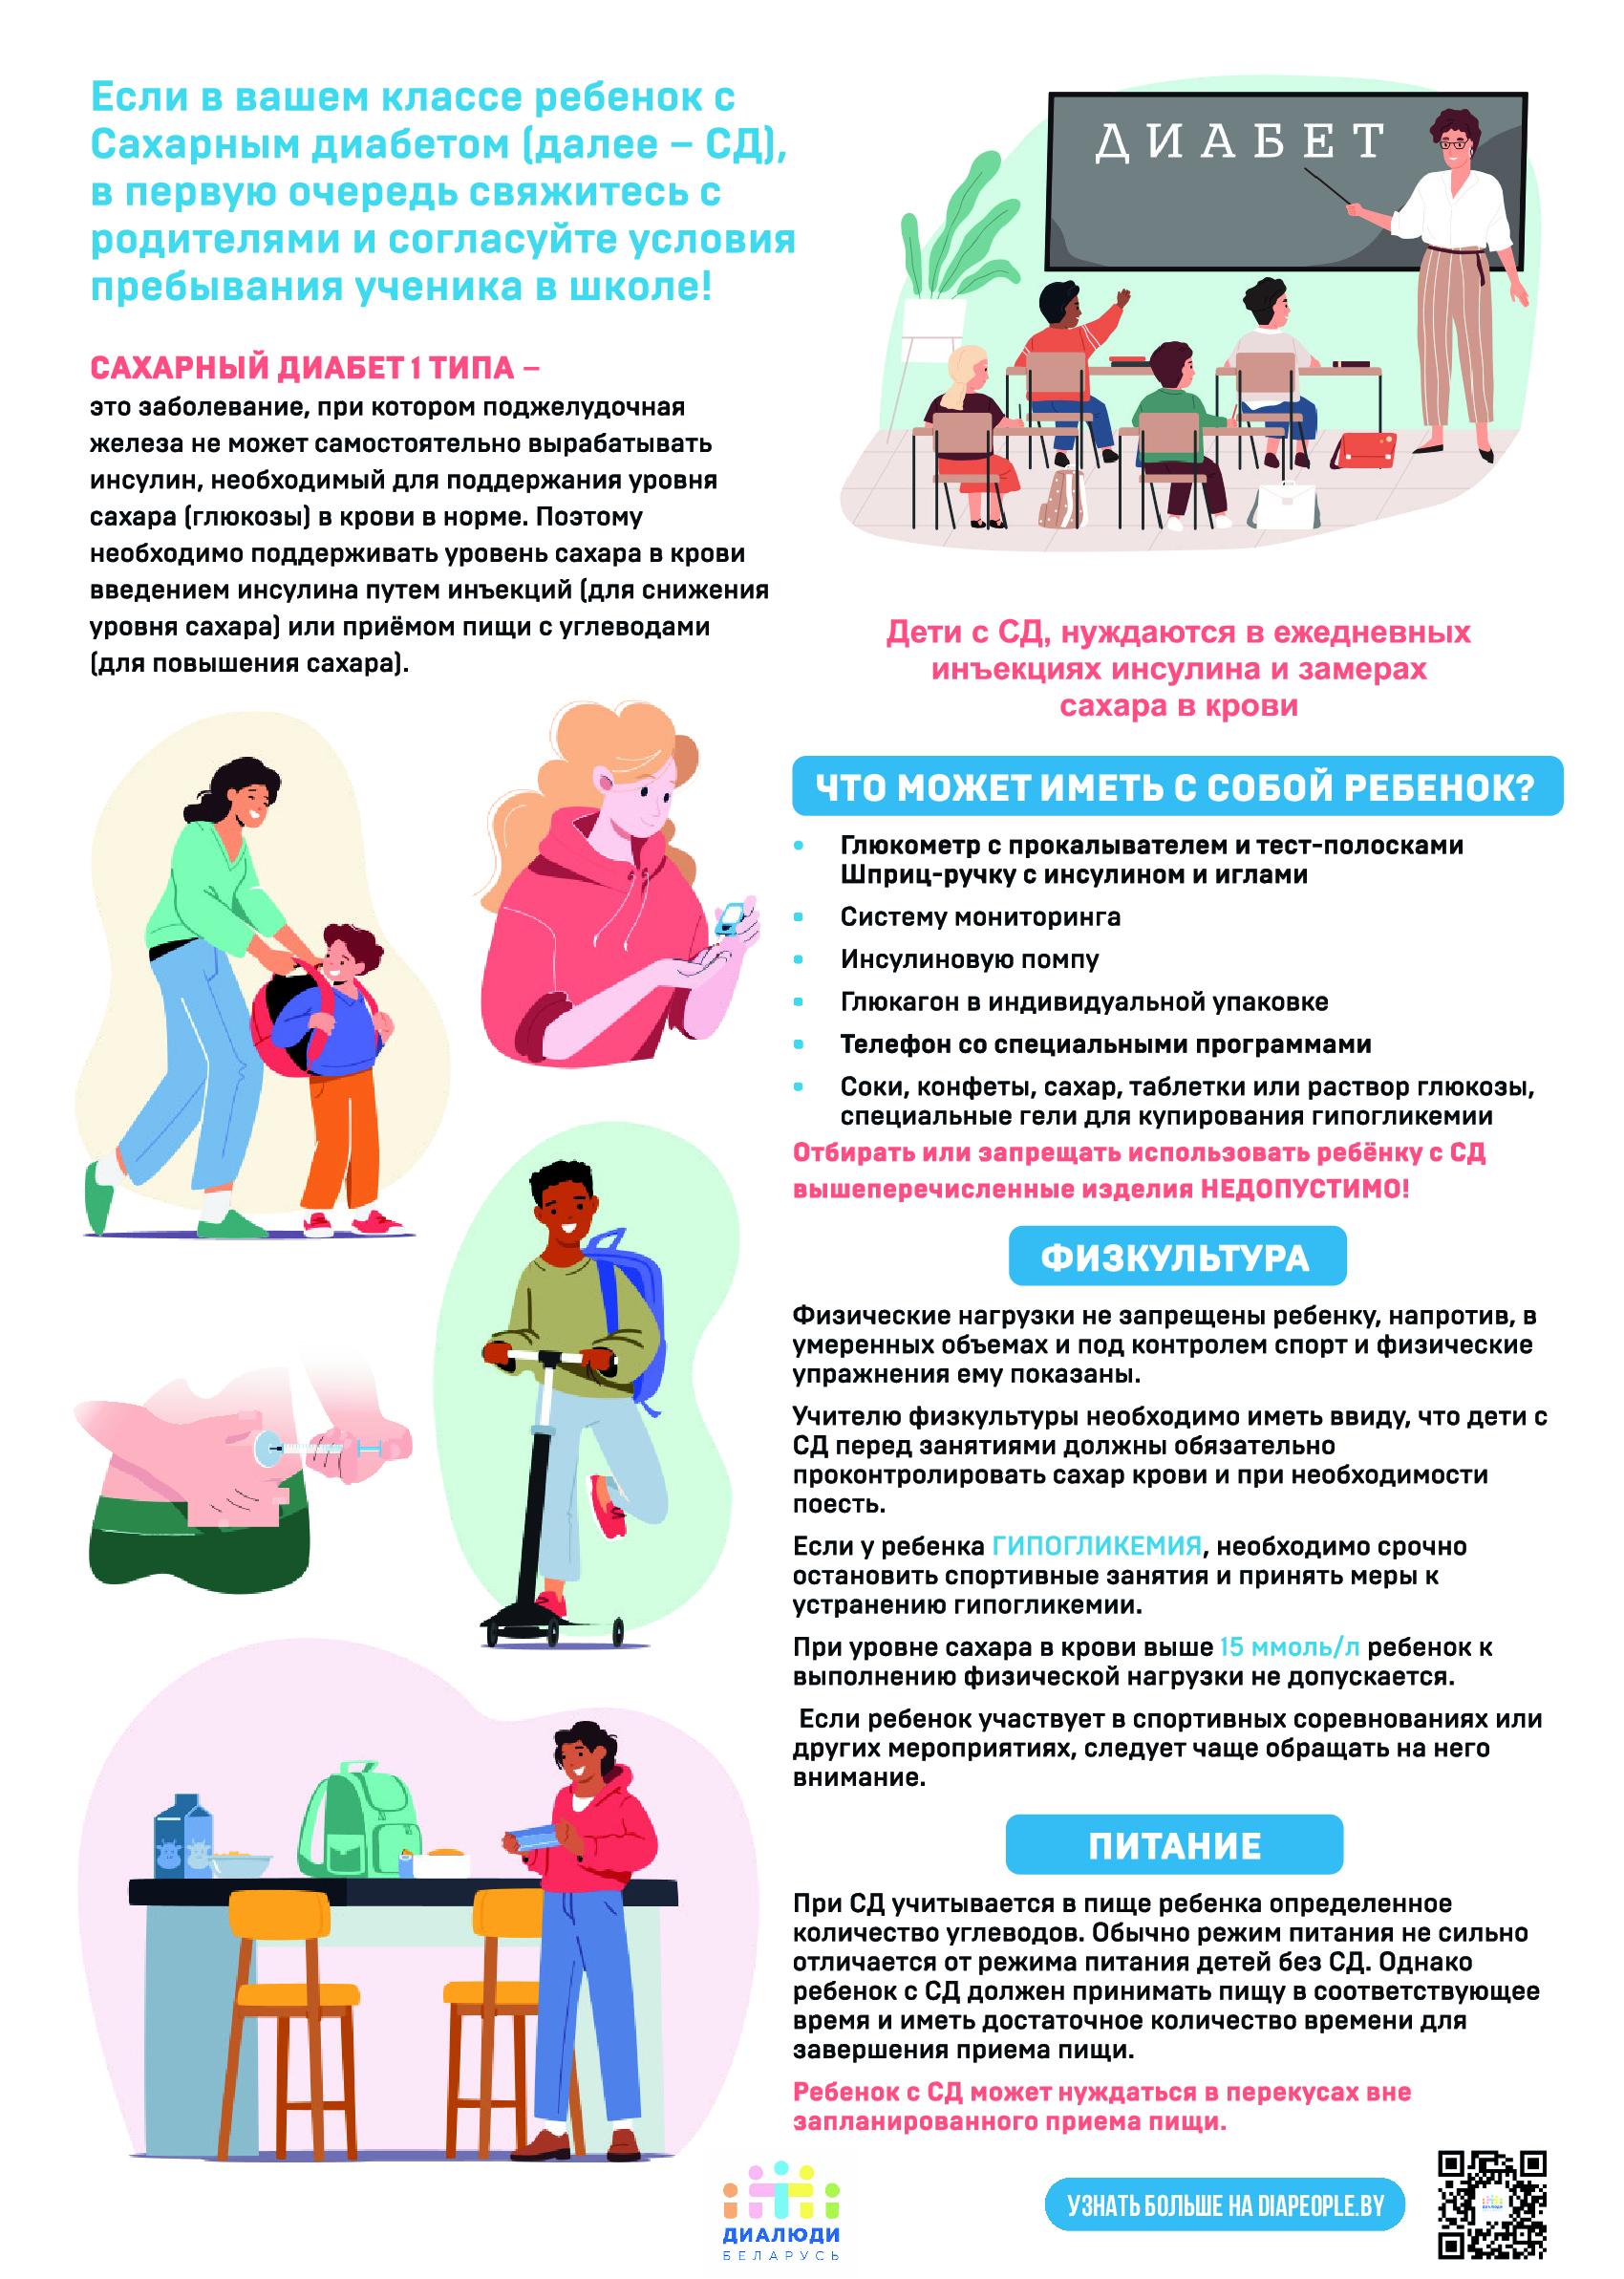 Если в вашем классе ребенок с
Сахарным диабетом (далее – СД),
в первую очередь свяжитесь с
родителями и согласуйте условия
пребывания ученика в школе!
САХАРНЫЙ ДИАБЕТ 1 ТИПА –
это заболевание, при котором поджелудочная
железа не может самостоятельно вырабатывать
инсулин, необходимый для поддержания уровня
сахара (глюкозы) в крови в норме. Поэтому
необходимо поддерживать уровень сахара в крови
введением инсулина путем инъекций (для снижения
уровня сахара) или приёмом пищи с углеводами
(для повышения сахара).
ДИАБЕТ
Дети с СД, нуждаются в ежедневных
инъекциях инсулина и замерах
сахара в крови
ЧТО МОЖЕТ ИМЕТЬ С СОБОЙ РЕБЕНОК?
• Глюкометр с прокалывателем и тест-полосками
Шприц-ручку с инсулином и иглами
• Систему мониторинга
• Инсулиновую помпу
• Глюкагон в индивидуальной упаковке
• Телефон со специальными программами
• Соки, конфеты, сахар, таблетки или раствор глюкозы,
специальные гели для купирования гипогликемии
Отбирать или запрещать использовать ребёнку с СД
вышеперечисленные изделия НЕДОПУСТИМО!
ФИЗКУЛЬТУРА
Физические нагрузки не запрещены ребенку, напротив, в
умеренных объемах и под контролем спорт и физические
упражнения ему показаны.
Учителю физкультуры необходимо иметь ввиду, что дети с
СД перед занятиями должны обязательно
проконтролировать сахар крови и при необходимости
поесть.
Если у ребенка ГИПОГЛИКЕМИЯ, необходимо срочно
остановить спортивные занятия и принять меры к
устранению гипогликемии.
При уровне сахара в крови выше 15 ммоль/л ребенок к
выполнению физической нагрузки не допускается.
Если ребенок участвует в спортивных соревнованиях или
других мероприятиях, следует чаще обращать на него
внимание.
ПИТАНИЕ
При СД учитывается в пище ребенка определенное
количество углеводов. Обычно режим питания не сильно
отличается от режима питания детей без СД. Однако
ребенок с СД должен принимать пищу в соответствующее
время и иметь достаточное количество времени для
завершения приема пищи.
Ребенок с СД может нуждаться в перекусах вне
запланированного приема пищи.
ДИАЛЮДИ
БЕЛАРУСЬ
УЗНАТЬ БОЛЬШЕ НА DIAPEOPLE.BY